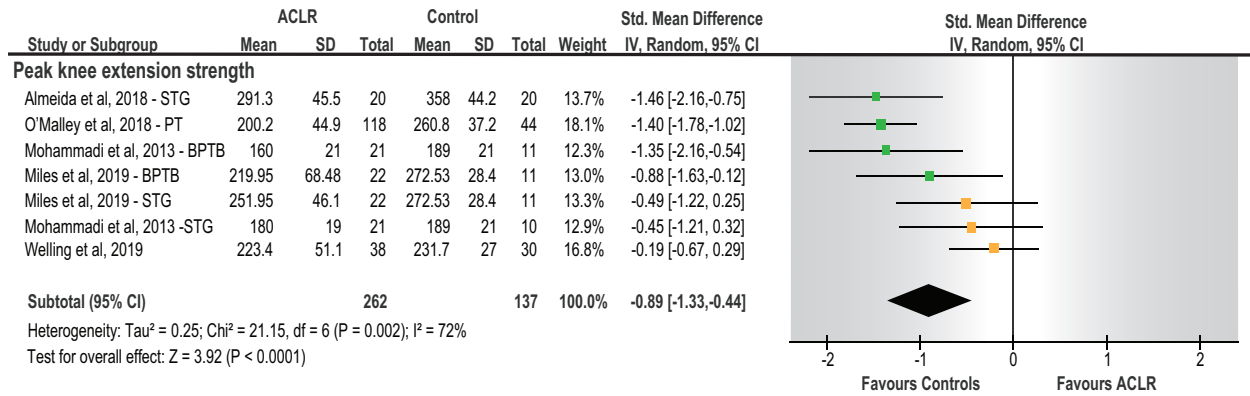 ACLR Control Std. Mean Difference Std. Mean Difference
Study or Subgroup Mean SD Total Mean SD Total Weight IV, Random, 95% CI IV, Random, 95% CI
Peak knee extension strength
Almeida et al, 2018 - STG 291.3 45.5 20 358 44.2 20 13.7% -1.46 [-2.16,-0.75]
O'Malley et al, 2018 - PT 200.2 44.9 118 260.8 37.2 44 18.1% -1.40 [-1.78,-1.02]
Mohammadi et al, 2013 - BPTB 160 21 21 189 21 11 12.3% -1.35 [-2.16,-0.54]
Miles et al, 2019 - BPTB 219.95 68.48 22 272.53 28.4 11 13.0% -0.88 [-1.63,-0.12]
Miles et al, 2019 - STG 251.95 46.1 22 272.53 28.4 11 13.3% -0.49 [-1.22, 0.25]
Mohammadi et al, 2013 -STG 180 19 21 189 21 10 12.9% -0.45 [-1.21, 0.32]
Welling et al, 2019 223.4 51.1 38 231.7 27 30 16.8% -0.19 [-0.67, 0.29]
Subtotal (95% CI) 262 137 100.0% -0.89 [-1.33,-0.44]
Heterogeneity: Tau² = 0.25; Chi² = 21.15, df = 6 (P = 0.002); I² = 72%
Test for overall effect: Z = 3.92 (P < 0.0001)
-2 -1 0 1 2
Favours Controls Favours ACLR